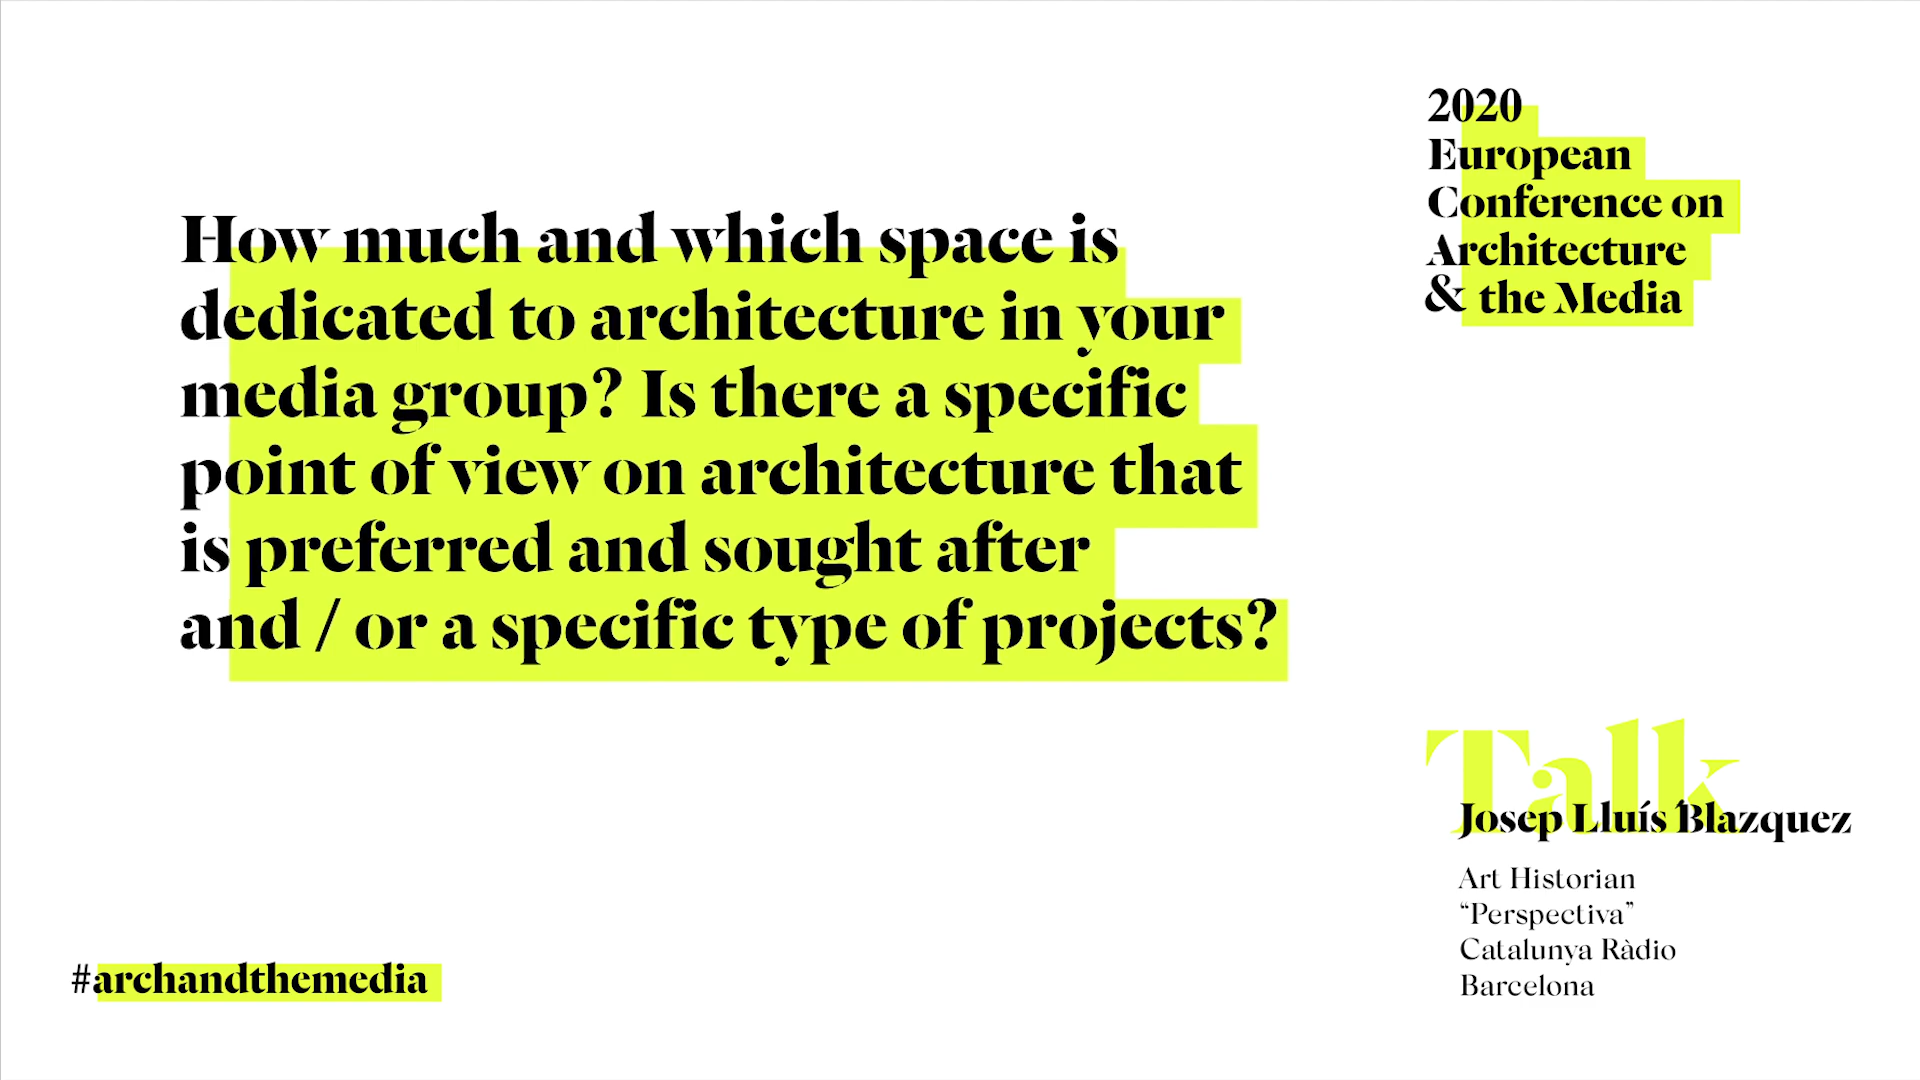 How much and which space is
dedicated to architecture in your
media group? Is there a specific
point of view on architecture that
is preferred and sought after
and / or a specific type of projects?
2020
European
Conference on
Architecture
& the Media
Talk
Josep Lluís Blazquez
Art Historian
“Perspectiva”
Catalunya Ràdio
Barcelona
#archandthemedia